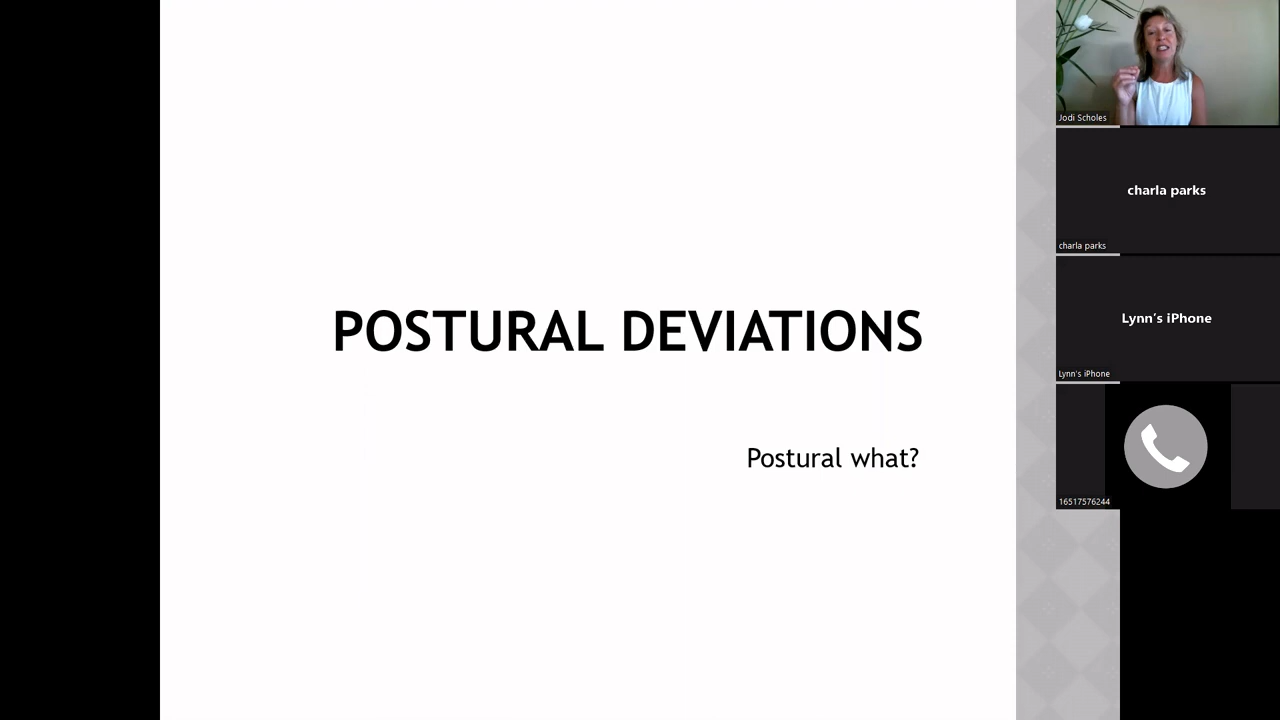 POSTURAL DEVIATIONS
Postural what?
Jodi Scholes
charla parks
charla parks
Lynn's iPhone
Lynn's iPhone
16517576244